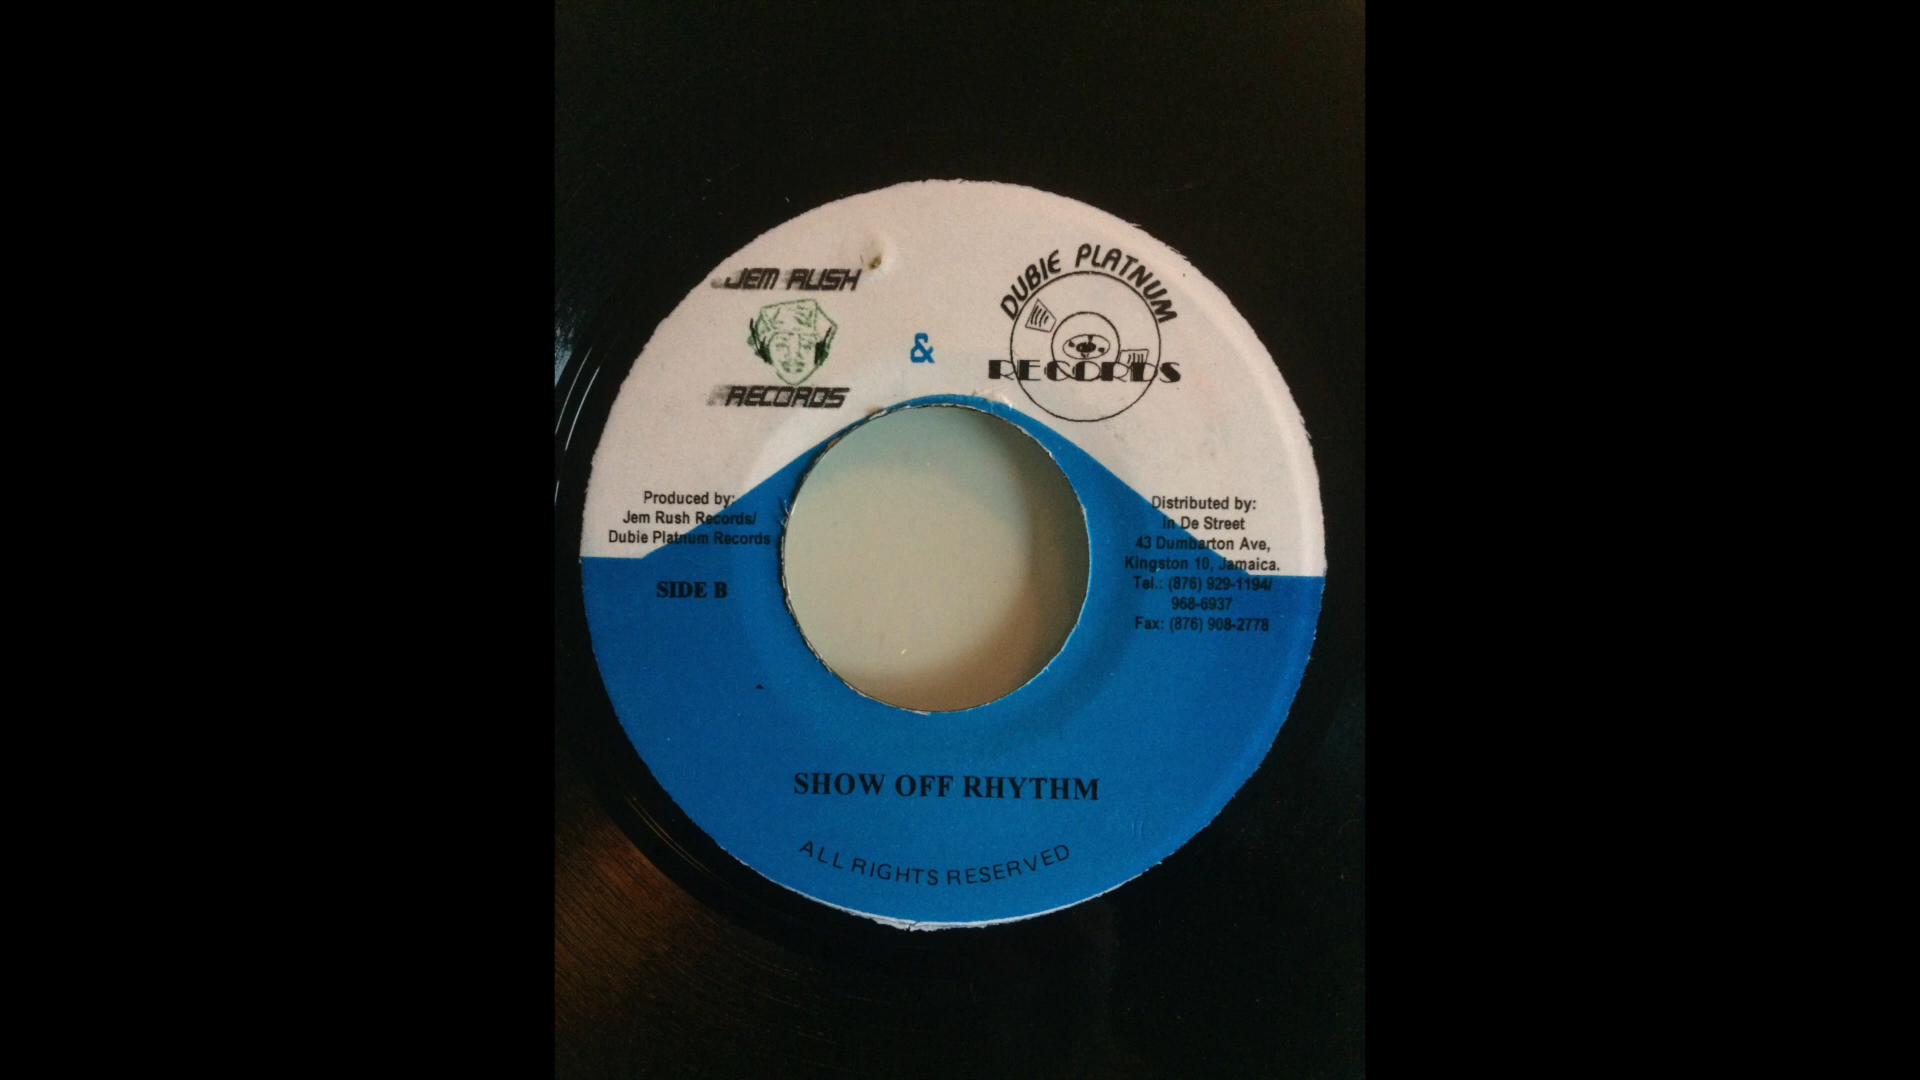 JEM RUSH
RECORDS
&
DUBIE PLATNUM
RECORDS
Produced by:
Jem Rush Records/
Dubie Platnum Records
SIDE B
Distributed by:
In De Street
43 Dumbarton Ave,
Kingston 10, Jamaica.
Tel.: (876) 929-1194/
968-6937
Fax: (876) 908-2778
SHOW OFF RHYTHM
ALL RIGHTS RESERVED